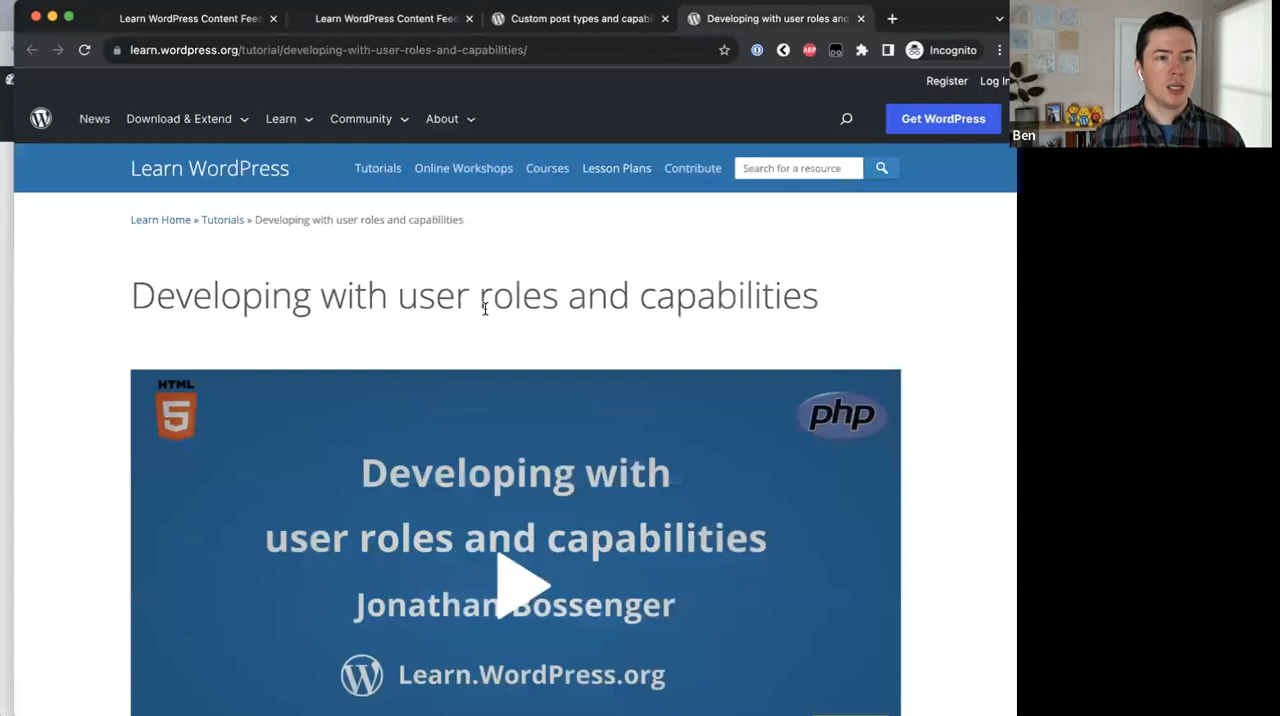 Learn WordPress Content Feed
Learn WordPress Content Feed
Custom post types and capabi
Developing with user roles and
learn.wordpress.org/tutorial/developing-with-user-roles-and-capabilities/
ABP
Incognito
Register
Log In
News
Download & Extend
Learn
Community
About
Get WordPress
Ben
Learn WordPress
Tutorials
Online Workshops
Courses
Lesson Plans
Contribute
Search for a resource
Learn Home » Tutorials » Developing with user roles and capabilities
Developing with user roles and capabilities
HTML
5
php
Developing with
user roles and capabilities
Jonathan Bossenger
Learn.WordPress.org